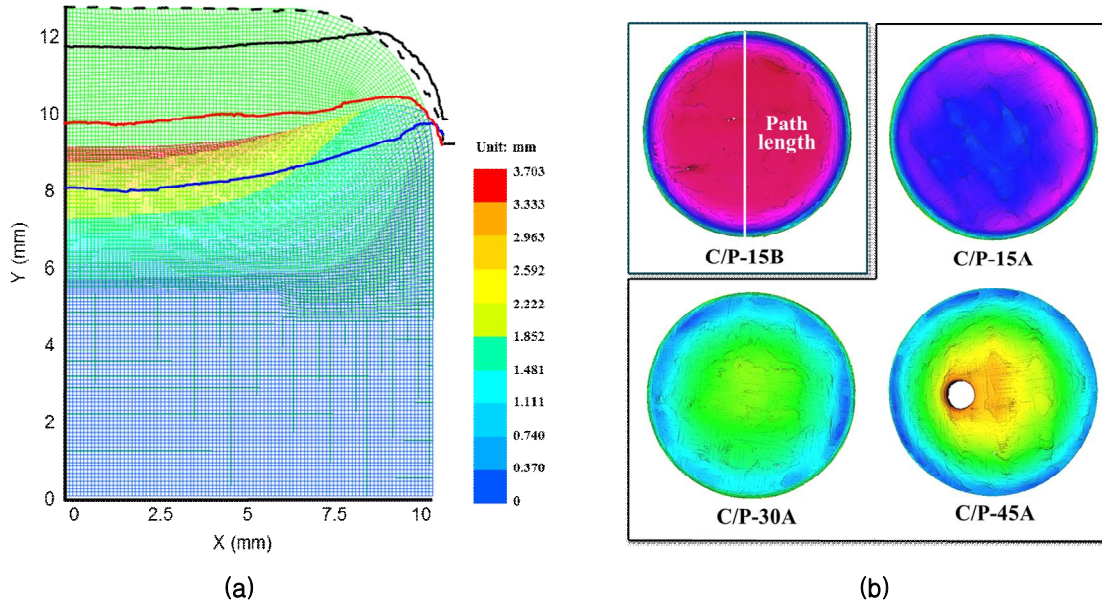 12
10
8
6
4
2
0
Y (mm)
0
2.5
5.0
7.5
10
X (mm)
Unit: mm
3.703
3.333
2.963
2.592
2.222
1.852
1.481
1.111
0.740
0.370
0
(a)
Path
length
C/P-15B
C/P-15A
C/P-30A
C/P-45A
(b)